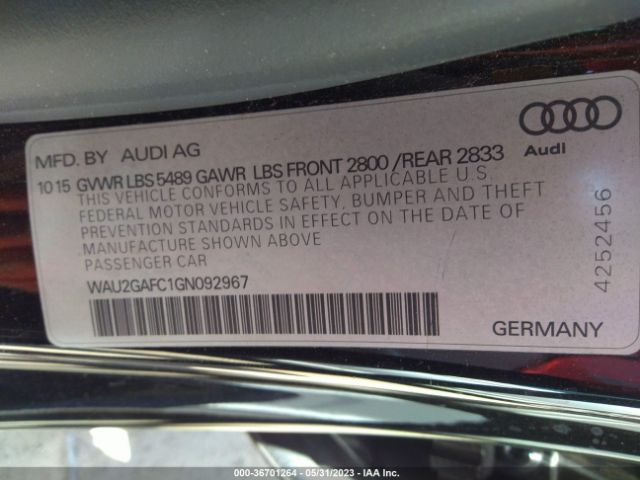 MFD. BY AUDI AG
Audi
10 15 GVWR LBS 5489 GAWR LBS FRONT 2800 /REAR 2833
THIS VEHICLE CONFORMS TO ALL APPLICABLE U.S.
FEDERAL MOTOR VEHICLE SAFETY, BUMPER AND THEFT
PREVENTION STANDARDS IN EFFECT ON THE DATE OF
MANUFACTURE SHOWN ABOVE
PASSENGER CAR
WAU2GAFC1GN092967
4252456
GERMANY
000-36701264 - 05/31/2023 - IAA Inc.